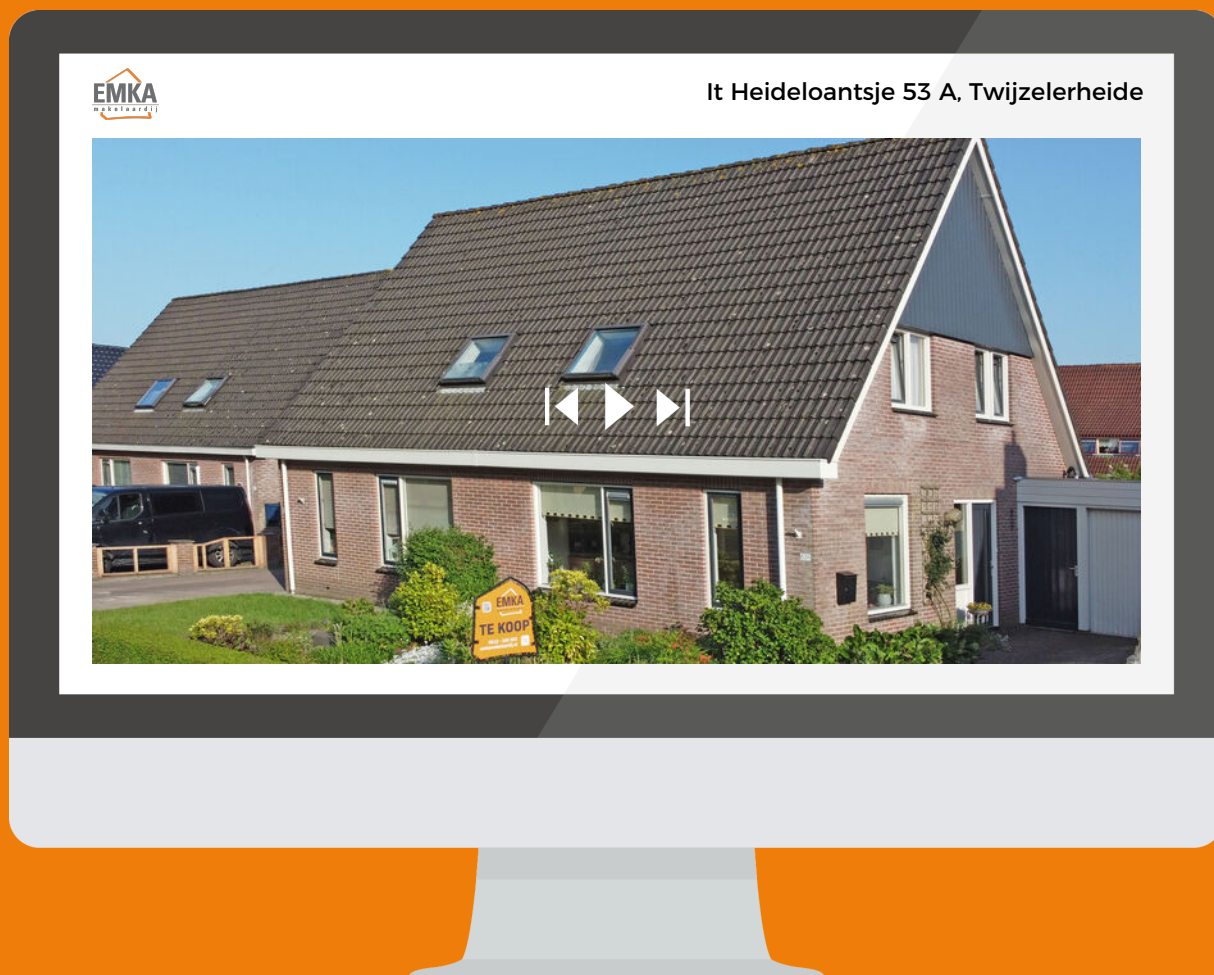 EMKA
makelaardij
It Heideloantsje 53 A, Twijzelerheide
EMKA
TE KOOP